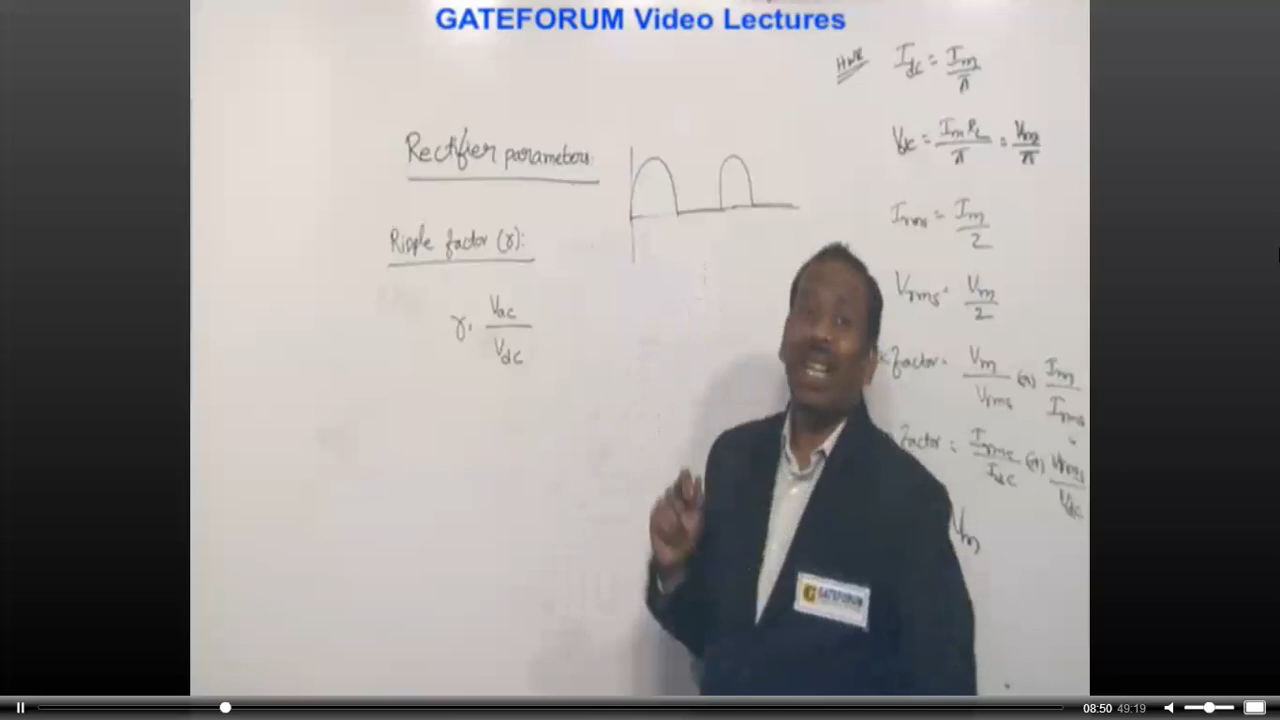 GATEFORUM Video Lectures
HWR
Idc = Im/π
Vdc = Im RL/π = Vm/π
Rectifier parameters
Irms = Im/2
Ripple factor (γ):
Vrms = Vm/2
γ = Vac/Vdc
factor = Vm/Vrms (or) Im/Irms
factor = Irms/Idc (or) Vrms/Vdc
Vm
GATEFORUM
08:50 49:19